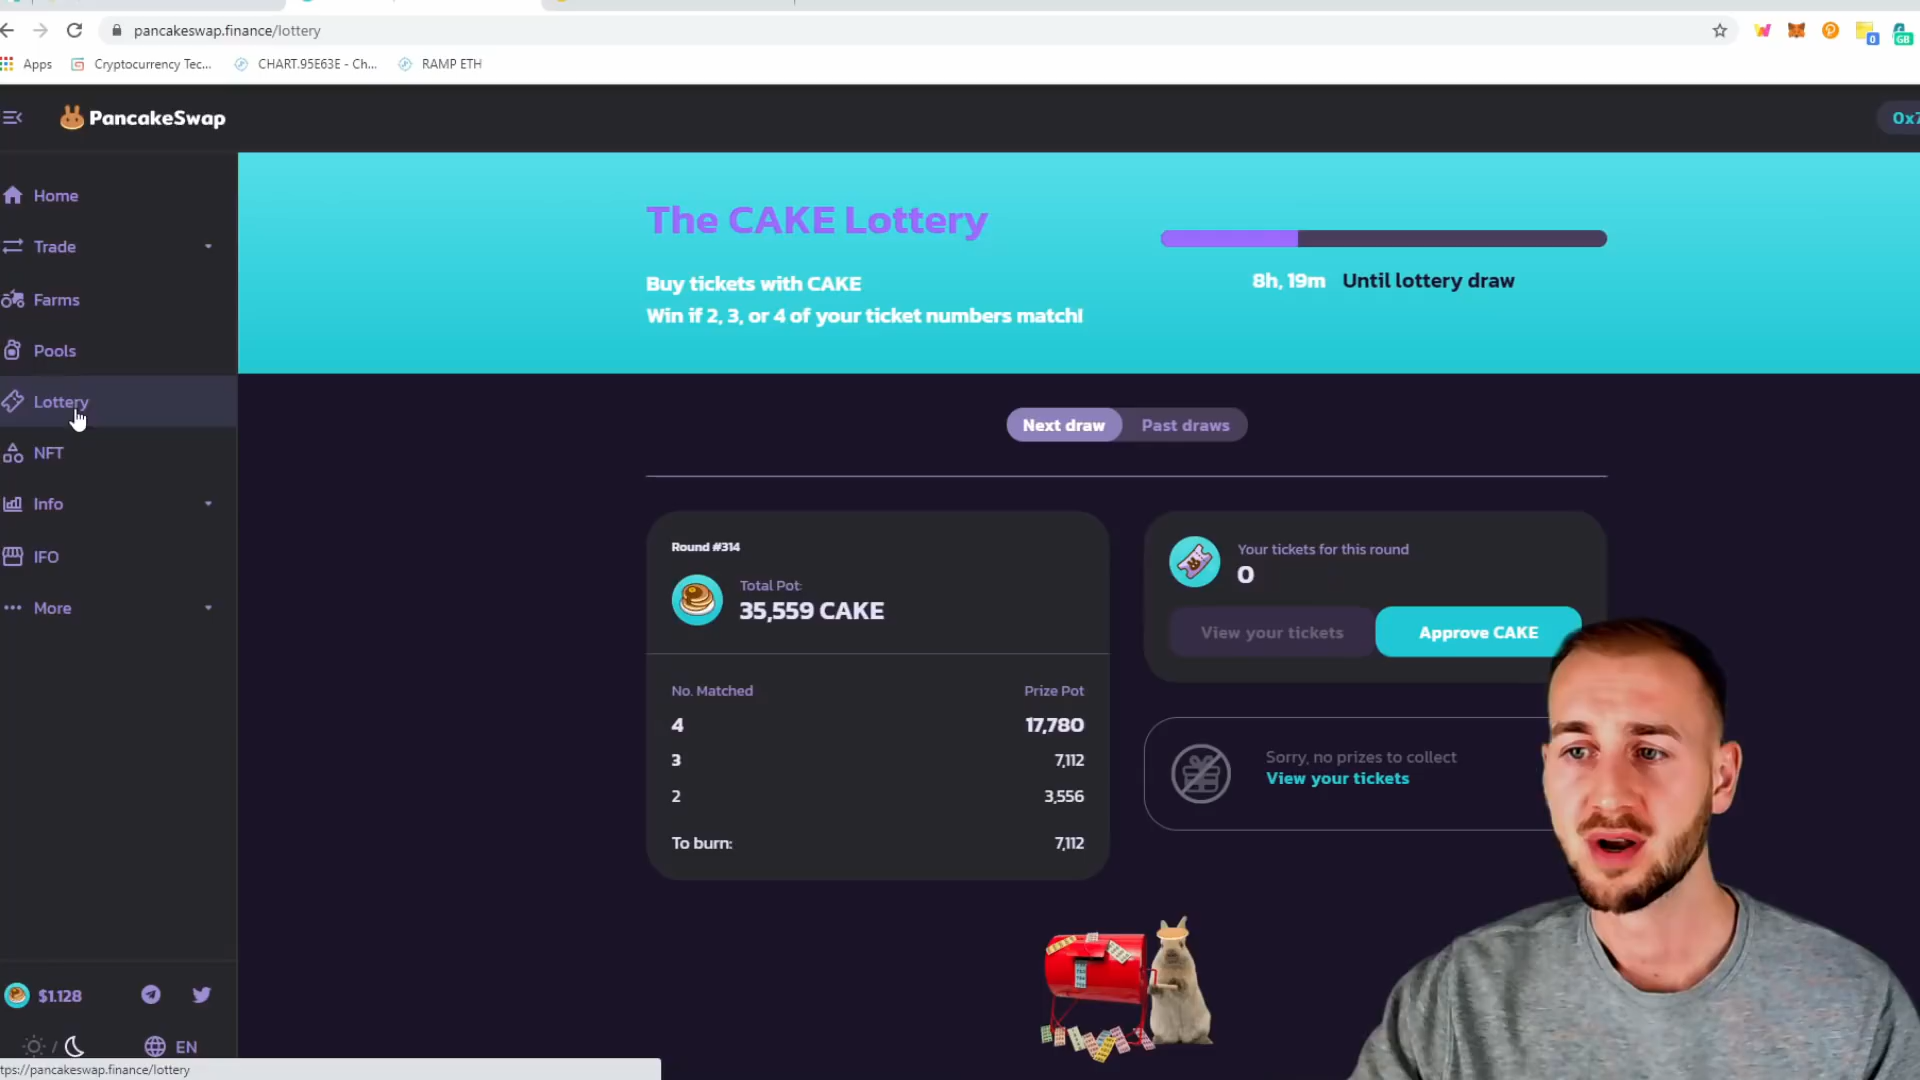 pancakeswap.finance/lottery
0
GB
Apps
Cryptocurrency Tec...
CHART.95E63E - Ch...
RAMP ETH
PancakeSwap
0x7
Home
Trade
Farms
Pools
Lottery
NFT
Info
IFO
More
$1.128
EN
tps://pancakeswap.finance/lottery
The CAKE Lottery
Buy tickets with CAKE
Win if 2, 3, or 4 of your ticket numbers match!
8h, 19m Until lottery draw
Next draw
Past draws
Round #314
Total Pot:
35,559 CAKE
No. Matched Prize Pot
4 17,780
3 7,112
2 3,556
To burn: 7,112
Your tickets for this round
0
View your tickets
Approve CAKE
Sorry, no prizes to collect
View your tickets